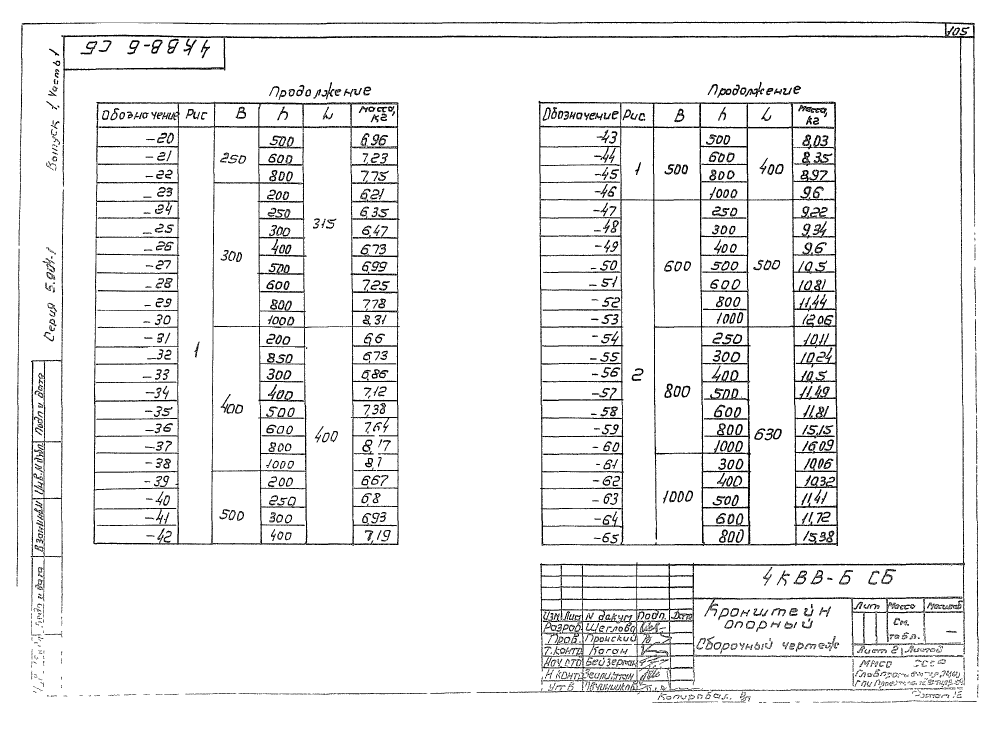 105
4КВВ-Б СБ
Выпуск 1, Часть 1
Серия 5.904-1
Продолжение
Обозначение Рис В h L Масса, кг
-20 1 250 500 315 6,96
-21 600 7,23
-22 800 7,75
-23 300 200 6,21
-24 250 6,35
-25 300 6,47
-26 400 6,73
-27 500 6,99
-28 600 7,25
-29 800 7,78
-30 1000 8,31
-31 400 200 400 6,6
-32 850 6,73
-33 300 6,86
-34 400 7,12
-35 500 7,38
-36 600 7,64
-37 800 8,17
-38 1000 8,7
-39 500 200 6,67
-40 250 6,8
-41 300 6,93
-42 400 7,19
Продолжение
Обозначение Рис В h L Масса, кг
-43 1 500 500 400 8,03
-44 600 8,35
-45 800 8,97
-46 1000 9,6
-47 2 600 250 500 9,22
-48 300 9,34
-49 400 9,6
-50 500 10,5
-51 600 10,81
-52 800 11,44
-53 1000 12,06
-54 800 250 630 10,11
-55 300 10,24
-56 400 10,5
-57 500 11,49
-58 600 11,81
-59 800 15,15
-60 1000 16,09
-61 1000 300 10,06
-62 400 10,32
-63 500 11,41
-64 600 11,72
-65 800 15,38
Подп и дата
Инв.N дубл.
Взам инв.N
Подп и дата
4КВВ-Б СБ
Изм Лист N докум Подп. Дата
Разраб Щеглова
Пров. Пронский
Т.контр Коган
Нач.отд Бейзерман
Н контр
Утв
Кронштейн
опорный
Сборочный чертеж
Лит Масса Масштаб
См. табл. —
Лист 2 Листов
ММСС СССР
Копировал.
Формат 12